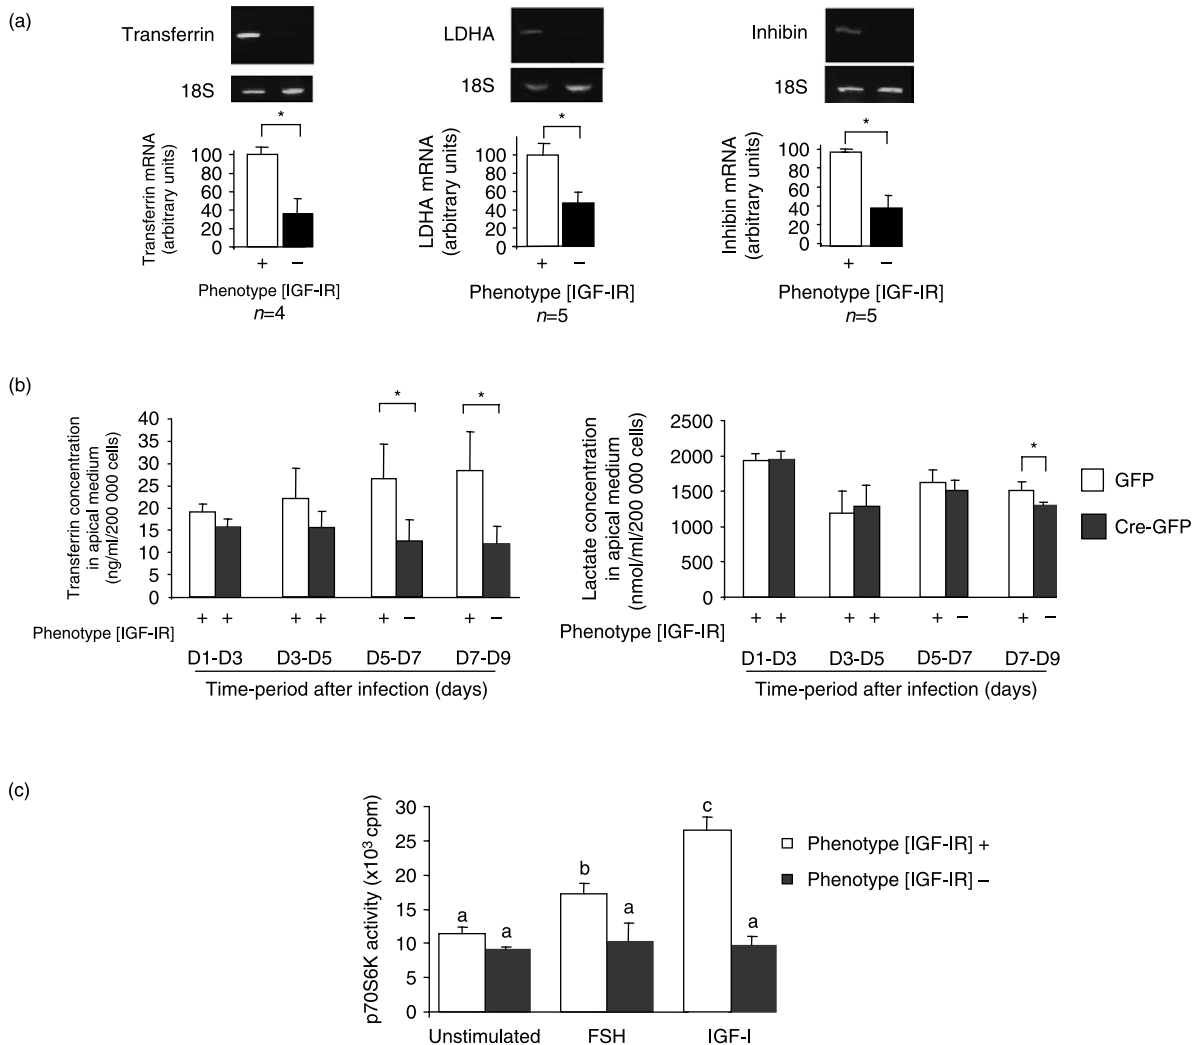 (a)
Transferrin
18S
*
Transferrin mRNA
(arbitrary units)
100
80
60
40
20
0
+ −
Phenotype [IGF-IR]
n=4
LDHA
18S
*
LDHA mRNA
(arbitrary units)
100
80
60
40
20
0
+ −
Phenotype [IGF-IR]
n=5
Inhibin
18S
*
Inhibin mRNA
(arbitrary units)
100
80
60
40
20
0
+ −
Phenotype [IGF-IR]
n=5
(b)
Transferrin concentration
in apical medium
(ng/ml/200 000 cells)
40
35
30
25
20
15
10
5
0
* *
+ + + + + − + −
Phenotype [IGF-IR]
D1-D3 D3-D5 D5-D7 D7-D9
Time-period after infection (days)
Lactate concentration
in apical medium
(nmol/ml/200 000 cells)
2500
2000
1500
1000
500
0
*
+ + + + + − + −
Phenotype [IGF-IR]
D1-D3 D3-D5 D5-D7 D7-D9
Time-period after infection (days)
GFP
Cre-GFP
(c)
p70S6K activity (x10³ cpm)
30
25
20
15
10
5
0
a a b a c a
Unstimulated FSH IGF-I
Phenotype [IGF-IR] +
Phenotype [IGF-IR] −